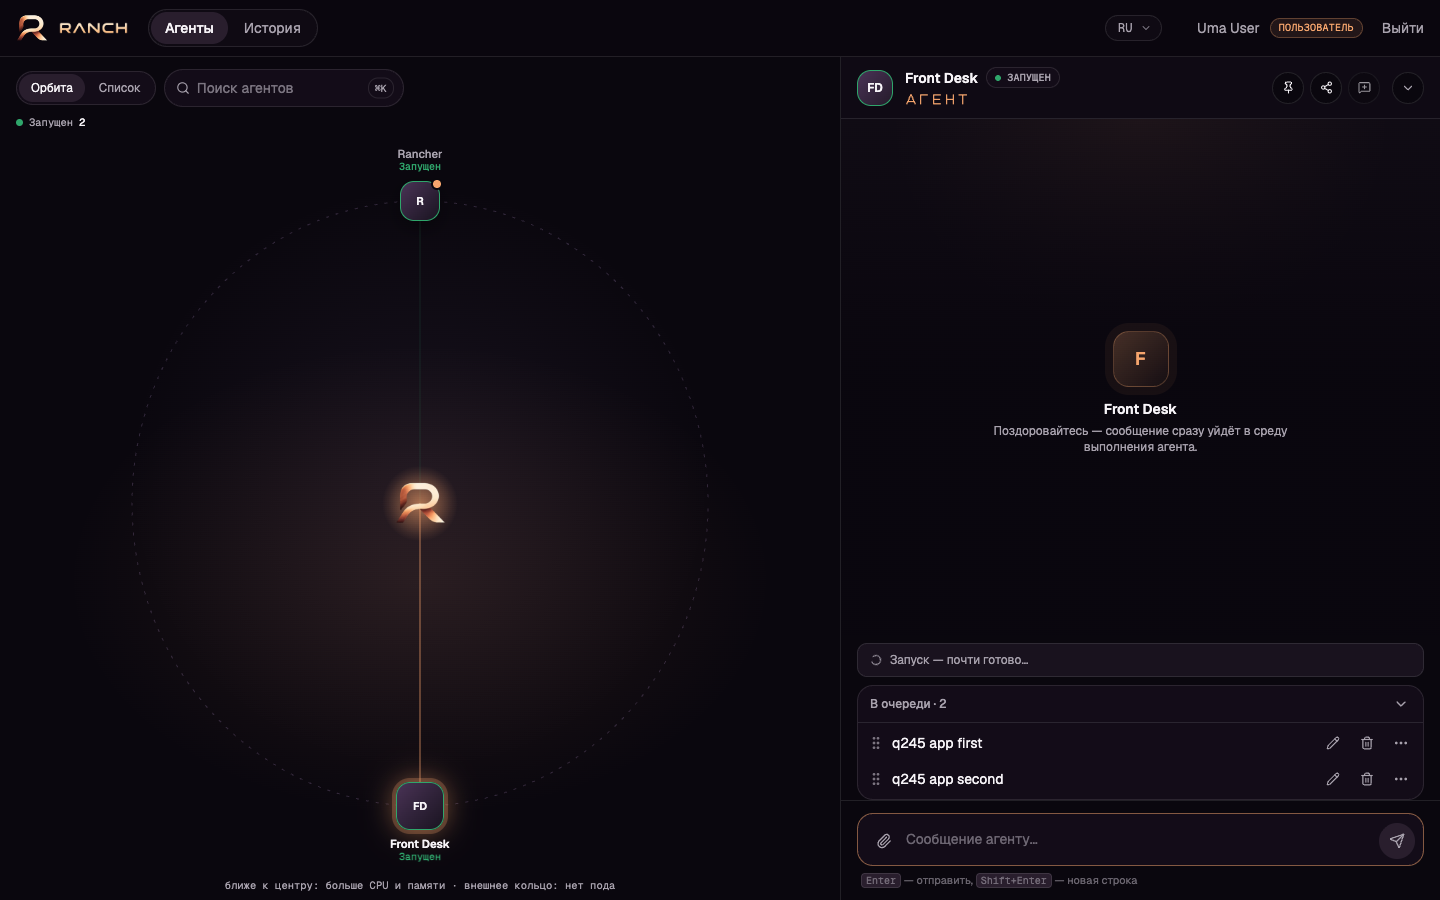 RANCH
Агенты
История
RU
Uma User
ПОЛЬЗОВАТЕЛЬ
Выйти
Орбита
Список
Поиск агентов
⌘K
Запущен 2
Rancher
Запущен
R
FD
Front Desk
Запущен
ближе к центру: больше CPU и памяти · внешнее кольцо: нет пода
FD
Front Desk
ЗАПУЩЕН
АГЕНТ
F
Front Desk
Поздоровайтесь — сообщение сразу уйдёт в среду
выполнения агента.
Запуск — почти готово…
В очереди · 2
q245 app first
q245 app second
Сообщение агенту…
Enter — отправить, Shift+Enter — новая строка